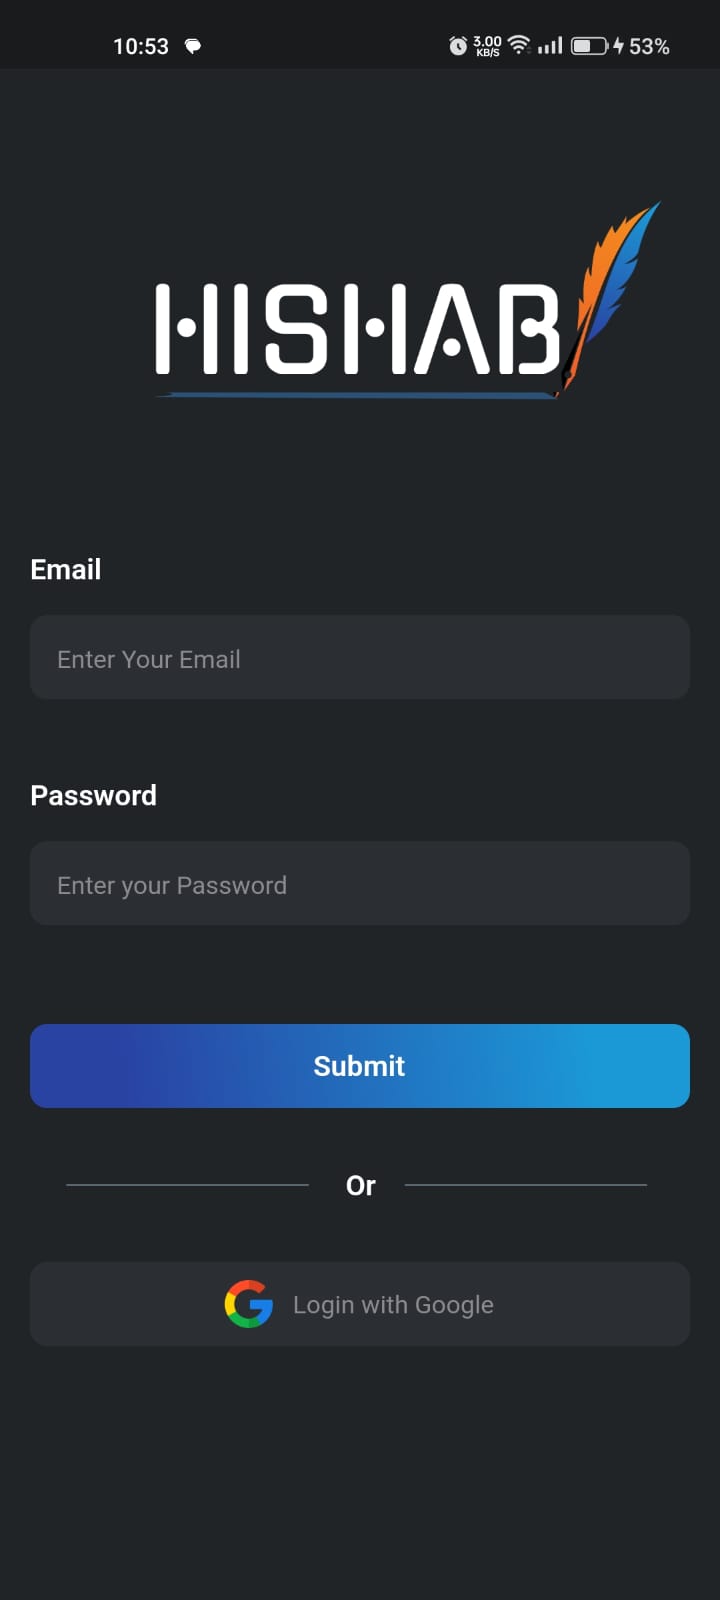 10:53 3.00 KB/S 53%
HISHAB
Email
Enter Your Email
Password
Enter your Password
Submit
Or
Login with Google